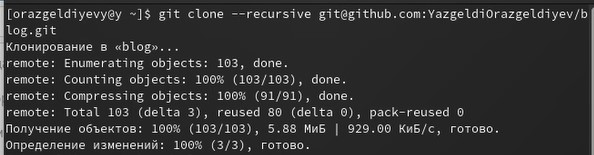 [orazgeldiyevy@y ~]$ git clone --recursive git@github.com:YazgeldiOrazgeldiyev/b
log.git
Клонирование в «blog»...
remote: Enumerating objects: 103, done.
remote: Counting objects: 100% (103/103), done.
remote: Compressing objects: 100% (91/91), done.
remote: Total 103 (delta 3), reused 80 (delta 0), pack-reused 0
Получение объектов: 100% (103/103), 5.88 МиБ | 929.00 КиБ/с, готово.
Определение изменений: 100% (3/3), готово.